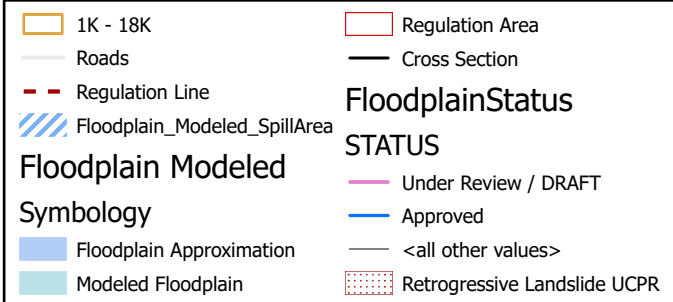 1K - 18K
Roads
Regulation Line
Floodplain_Modeled_SpillArea
Floodplain Modeled
Symbology
Floodplain Approximation
Modeled Floodplain
Regulation Area
Cross Section
FloodplainStatus
STATUS
Under Review / DRAFT
Approved
<all other values>
Retrogressive Landslide UCPR